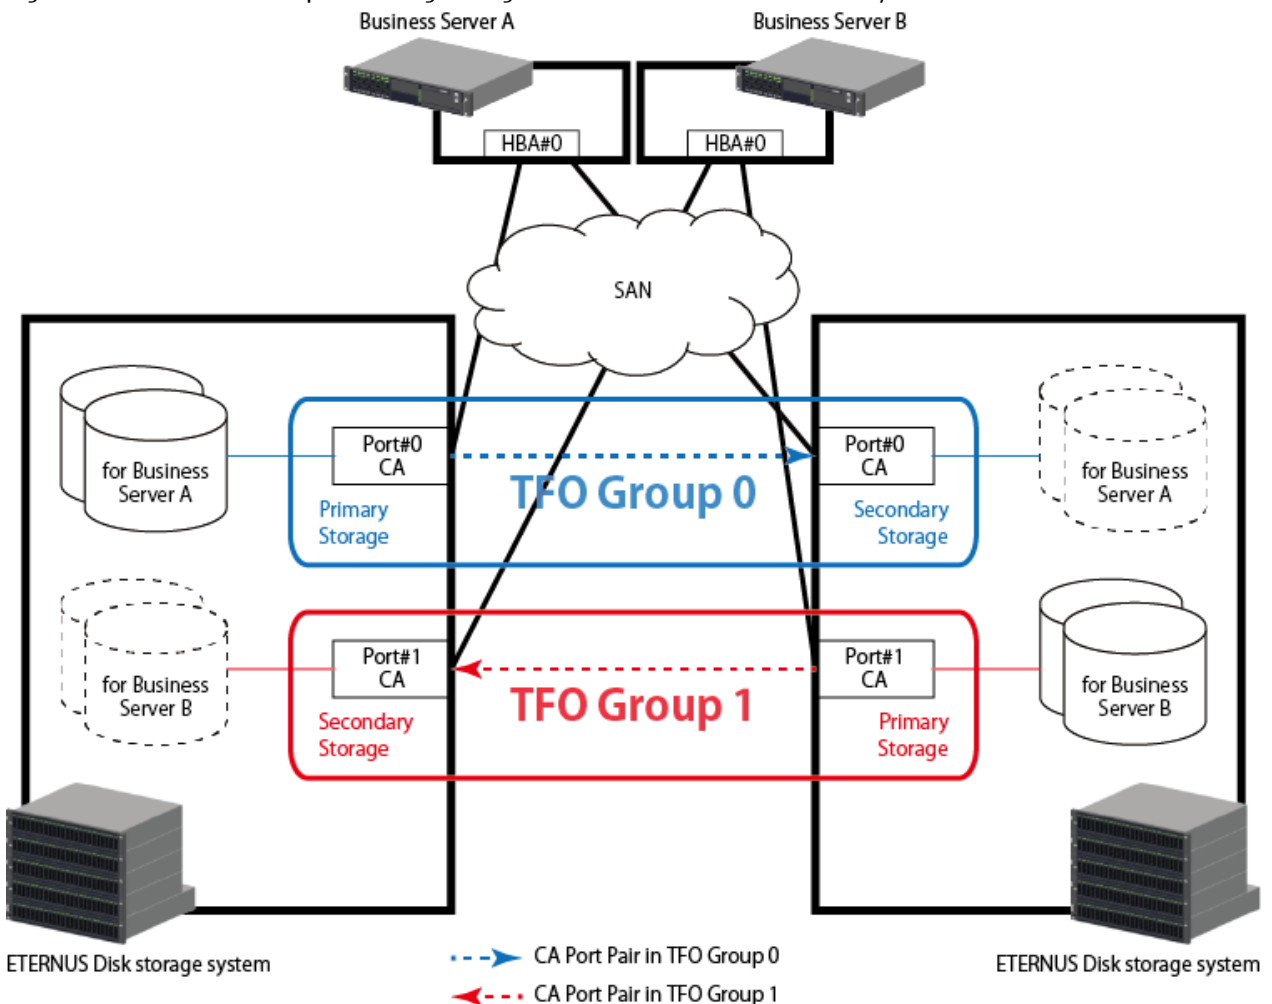 Business Server A
Business Server B
HBA#0
HBA#0
SAN
for Business
Server A
Port#0
CA
Primary
Storage
TFO Group 0
Port#0
CA
Secondary
Storage
for Business
Server A
for Business
Server B
Port#1
CA
Secondary
Storage
TFO Group 1
Port#1
CA
Primary
Storage
for Business
Server B
ETERNUS Disk storage system
ETERNUS Disk storage system
CA Port Pair in TFO Group 0
CA Port Pair in TFO Group 1